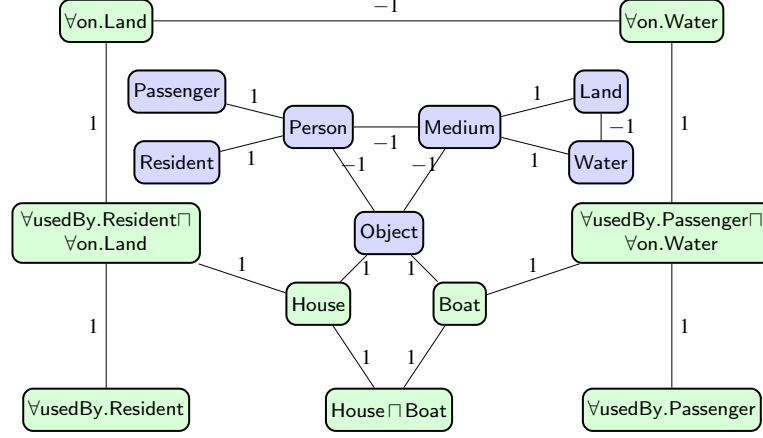 −1
∀on.Land
∀on.Water
Passenger
1
Land
1
1
Person
−1
Medium
−1
1
1
Resident
1
−1
−1
1
Water
∀usedBy.Resident⊓
∀on.Land
Object
∀usedBy.Passenger⊓
∀on.Water
1
1
1
1
House
Boat
1
1
1
1
∀usedBy.Resident
House ⊓ Boat
∀usedBy.Passenger